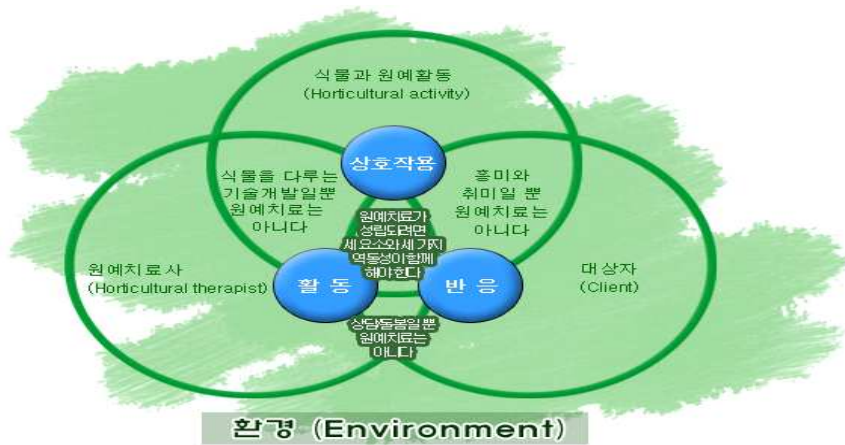 식물과 원예활동
(Horticultural activity)
상호작용
식물을 다루는
기술개발일뿐
원예치료는
아니다
흥미와
취미일 뿐
원예치료는
아니다
원예치료가
성립되려면
세 요소와 세 가지
역동성이 함께
해야 한다
원예치료사
(Horticultural therapist)
활 동
반 응
대상자
(Client)
상담/돌봄일 뿐
원예치료는
아니다
환경 (Environment)